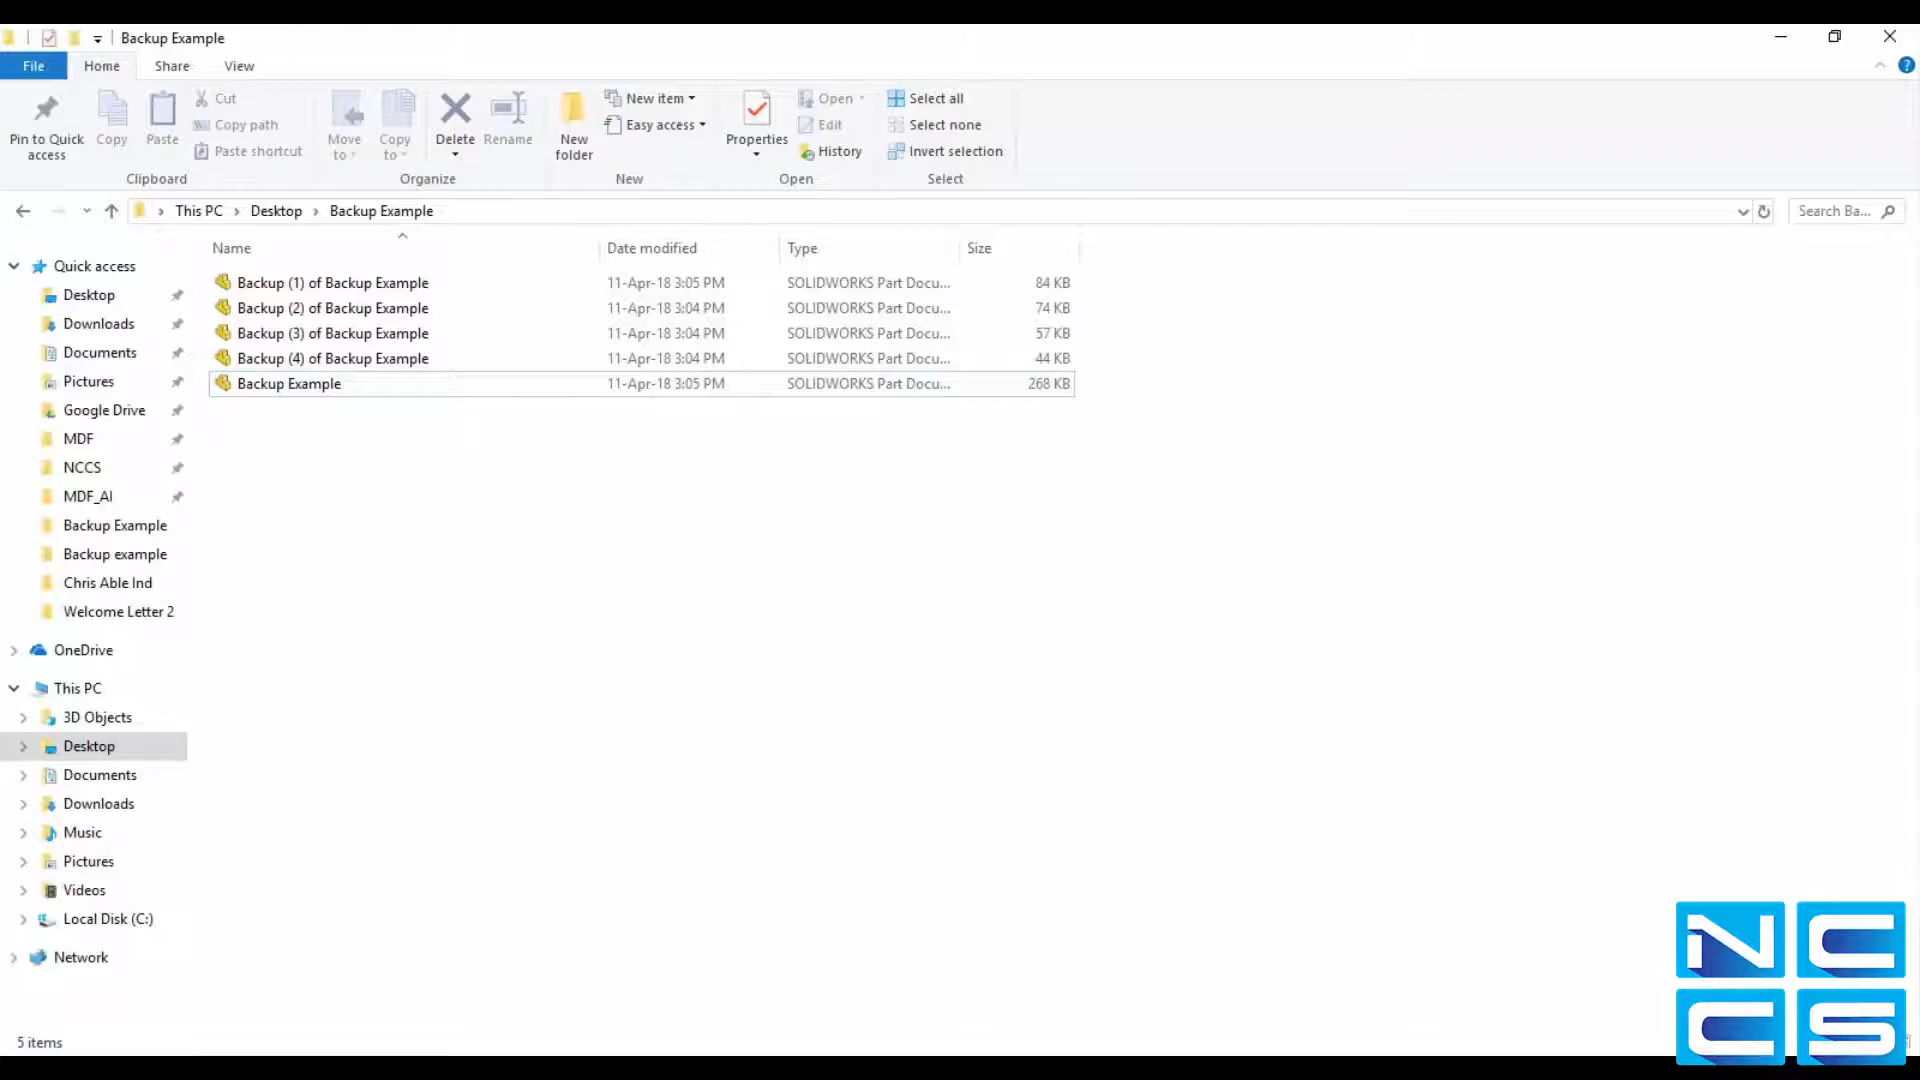 Backup Example
File Home Share View
Pin to Quick access
Copy
Paste
Cut
Copy path
Paste shortcut
Clipboard
Move to
Copy to
Delete
Rename
Organize
New folder
New item
Easy access
New
Properties
Open
Edit
History
Open
Select all
Select none
Invert selection
Select
This PC > Desktop > Backup Example
Search Ba...
Name Date modified Type Size
Backup (1) of Backup Example 11-Apr-18 3:05 PM SOLIDWORKS Part Docu... 84 KB
Backup (2) of Backup Example 11-Apr-18 3:04 PM SOLIDWORKS Part Docu... 74 KB
Backup (3) of Backup Example 11-Apr-18 3:04 PM SOLIDWORKS Part Docu... 57 KB
Backup (4) of Backup Example 11-Apr-18 3:04 PM SOLIDWORKS Part Docu... 44 KB
Backup Example 11-Apr-18 3:05 PM SOLIDWORKS Part Docu... 268 KB
Quick access
Desktop
Downloads
Documents
Pictures
Google Drive
MDF
NCCS
MDF_AI
Backup Example
Backup example
Chris Able Ind
Welcome Letter 2
OneDrive
This PC
3D Objects
Desktop
Documents
Downloads
Music
Pictures
Videos
Local Disk (C:)
Network
5 items
NC
CS